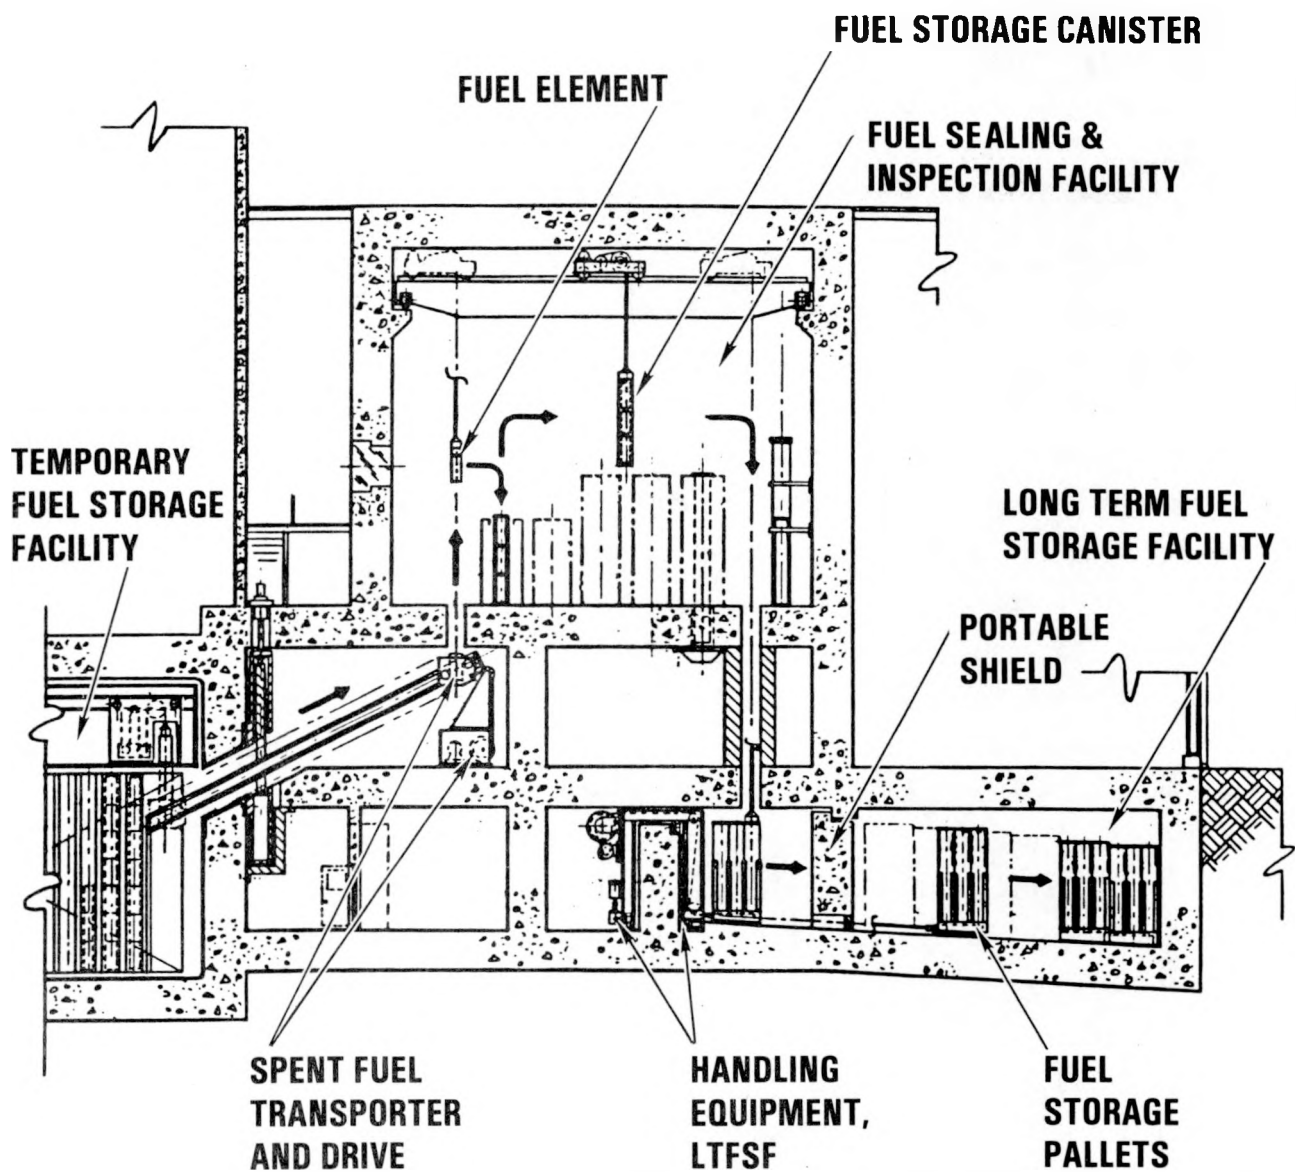 FUEL STORAGE CANISTER
FUEL ELEMENT
FUEL SEALING &
INSPECTION FACILITY
TEMPORARY
FUEL STORAGE
FACILITY
LONG TERM FUEL
STORAGE FACILITY
PORTABLE
SHIELD
SPENT FUEL
TRANSPORTER
AND DRIVE
HANDLING
EQUIPMENT,
LTFSF
FUEL
STORAGE
PALLETS